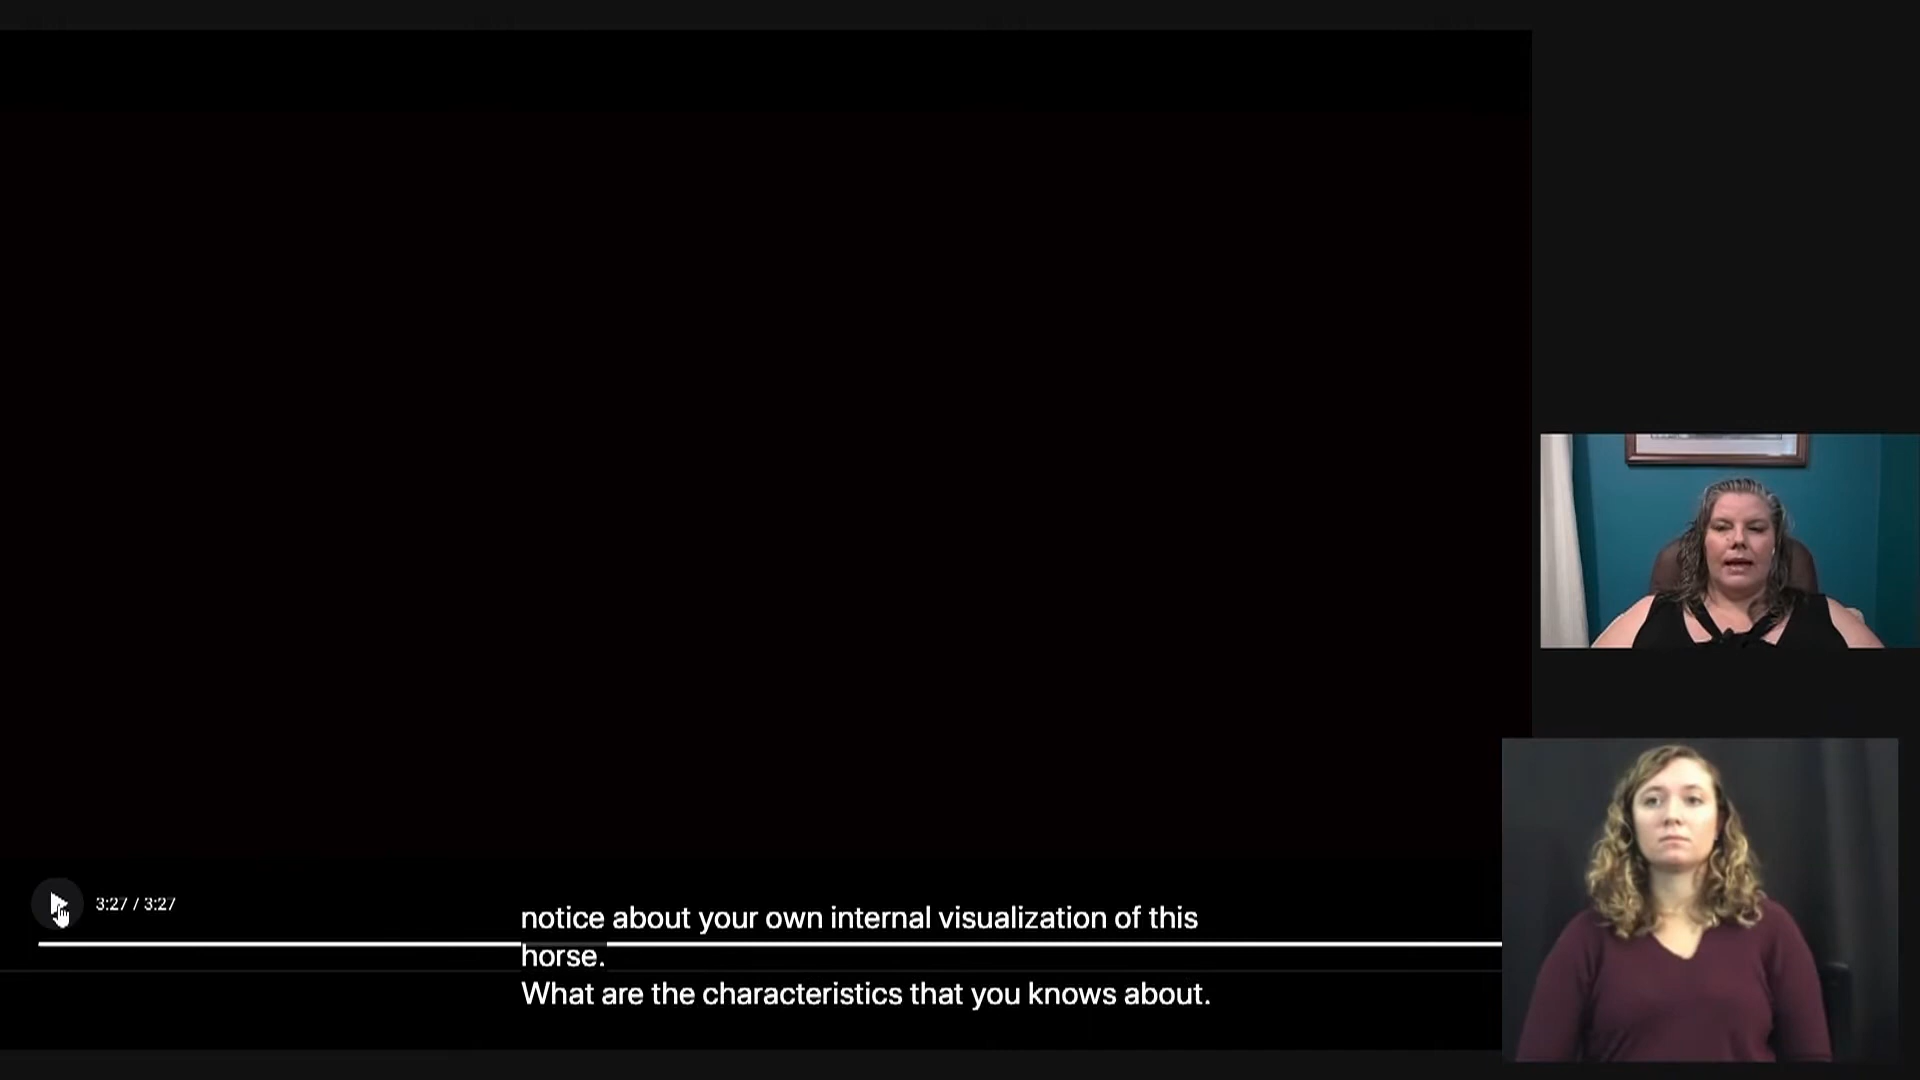 3:27 / 3:27
notice about your own internal visualization of this
horse.
What are the characteristics that you knows about.